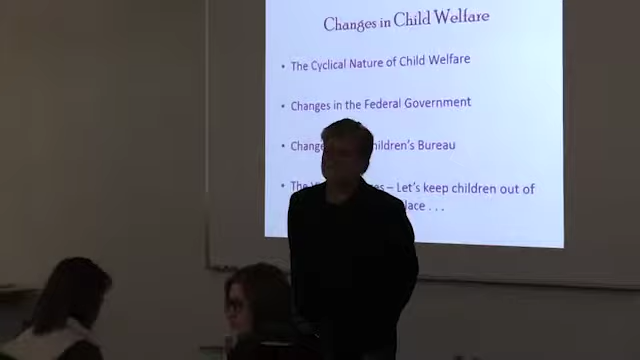 Changes in Child Welfare
• The Cyclical Nature of Child Welfare
• Changes in the Federal Government
• Children's Bureau
• The – Let's keep children out of
. . .